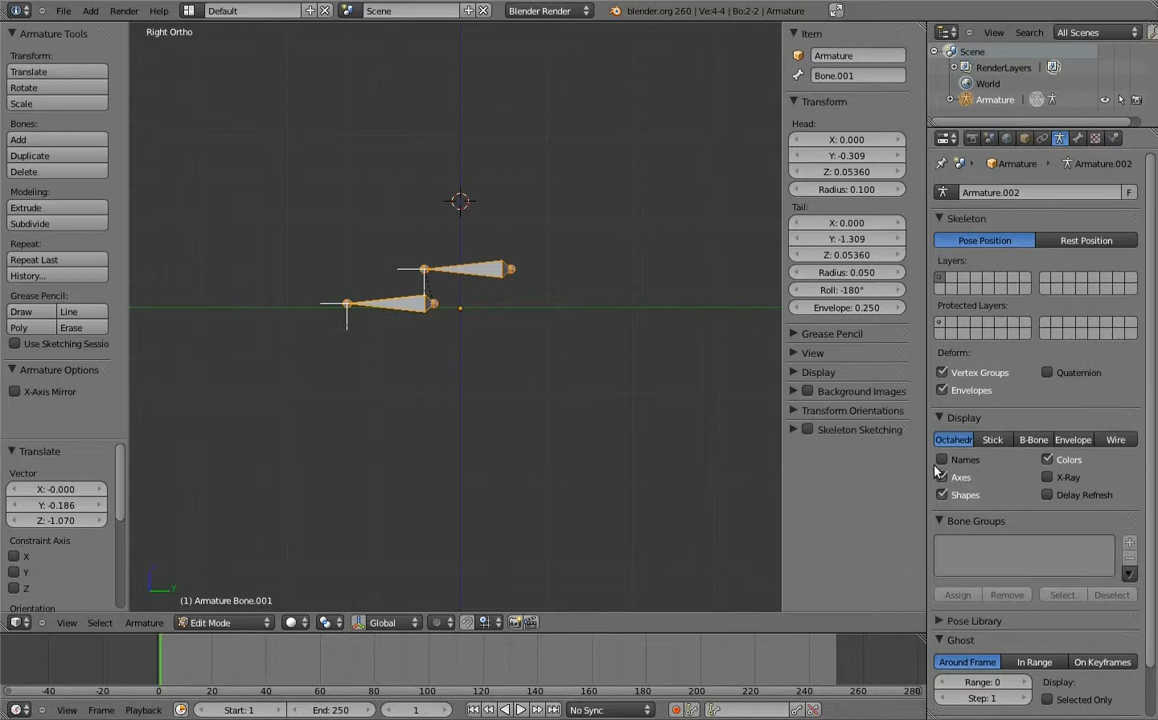 File Add Render Help Default Scene Blender Render blender.org 260 | Ve:4-4 | Bo:2-2 | Armature
Armature Tools
Transform:
Translate
Rotate
Scale
Bones:
Add
Duplicate
Delete
Modeling:
Extrude
Subdivide
Repeat:
Repeat Last
History...
Grease Pencil:
Draw Line
Poly Erase
Use Sketching Sessio
Armature Options
X-Axis Mirror
Translate
Vector
X: -0.000
Y: -0.186
Z: -1.070
Constraint Axis
X
Y
Z
Orientation
Right Ortho
(1) Armature Bone.001
View Select Armature Edit Mode Global
Item
Armature
Bone.001
Transform
Head:
X: 0.000
Y: -0.309
Z: 0.05360
Radius: 0.100
Tail:
X: 0.000
Y: -1.309
Z: 0.05360
Radius: 0.050
Roll: -180°
Envelope: 0.250
Grease Pencil
View
Display
Background Images
Transform Orientations
Skeleton Sketching
View Search All Scenes
Scene
RenderLayers
World
Armature
Armature Armature.002
Armature.002 F
Skeleton
Pose Position Rest Position
Layers:
Protected Layers:
Deform:
Vertex Groups Quaternion
Envelopes
Display
Octahedr Stick B-Bone Envelope Wire
Names Colors
Axes X-Ray
Shapes Delay Refresh
Bone Groups
Assign Remove Select Deselect
Pose Library
Ghost
Around Frame In Range On Keyframes
Range: 0 Display:
Step: 1 Selected Only
-40 -20 0 20 40 60 80 100 120 140 160 180 200 220 240 260 280
View Frame Playback Start: 1 End: 250 1 No Sync